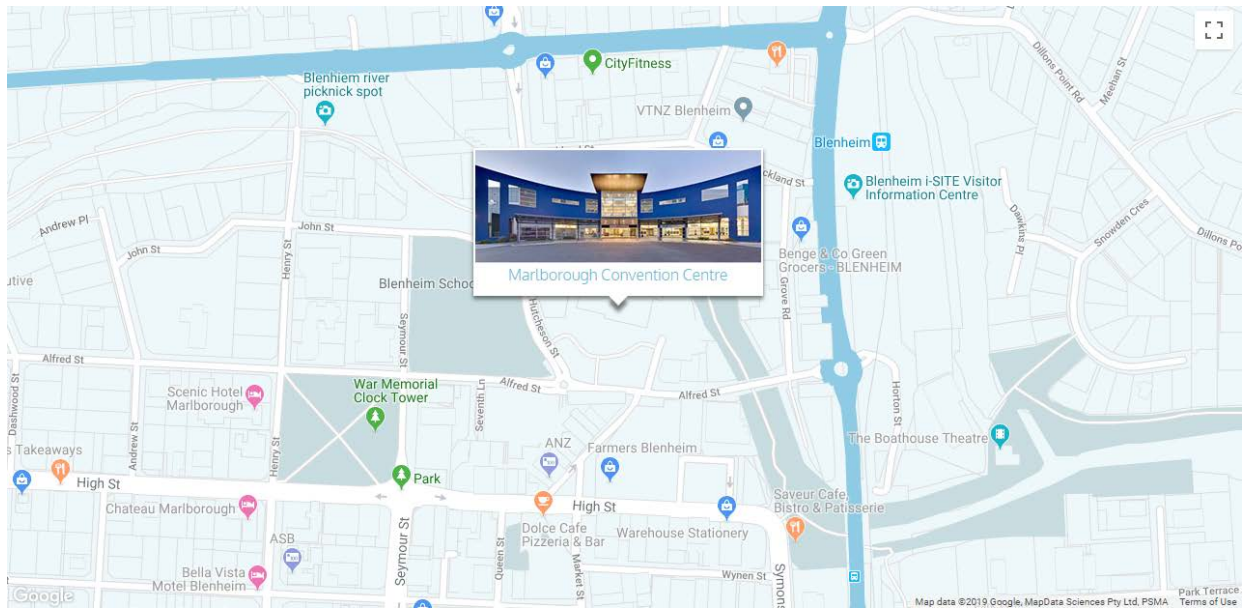 CityFitness
Blenhiem river
picknick spot
VTNZ Blenheim
Dillons Point Rd
Meehan St
Blenheim
ckland St
Blenheim i-SITE Visitor
Information Centre
Andrew Pl
John St
John St
Henry St
Dawkins Pl
Snowden Cres
Dillons Po
Benge & Co Green
Grocers - BLENHEIM
Marlborough Convention Centre
utive
Blenheim Schoo
Hutcheson St
Seymour St
Grove Rd
Alfred St
Alfred St
Alfred St
Dashwood St
Scenic Hotel
Marlborough
War Memorial
Clock Tower
Seventh Ln
Horton St
Andrew St
Henry St
s Takeaways
ANZ
Farmers Blenheim
The Boathouse Theatre
High St
Park
High St
Chateau Marlborough
Saveur Cafe,
Bistro & Patisserie
Dolce Cafe
Pizzeria & Bar
Warehouse Stationery
ASB
Seymour St
Queen St
Market St
Symons
Wynen St
Bella Vista
Motel Blenheim
Park Terrace
Google
Map data ©2019 Google, MapData Sciences Pty Ltd, PSMA
Terms of Use